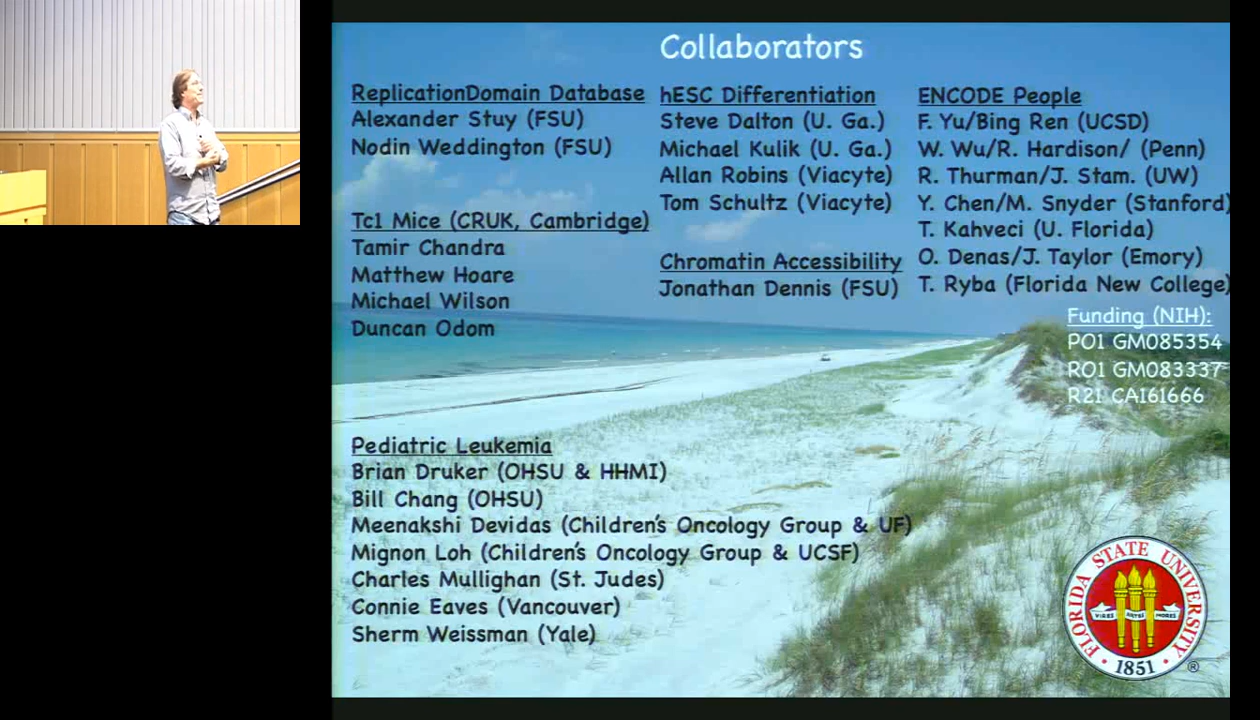 Collaborators
ReplicationDomain Database
Alexander Stuy (FSU)
Nodin Weddington (FSU)
Tc1 Mice (CRUK, Cambridge)
Tamir Chandra
Matthew Hoare
Michael Wilson
Duncan Odom
hESC Differentiation
Steve Dalton (U. Ga.)
Michael Kulik (U. Ga.)
Allan Robins (Viacyte)
Tom Schultz (Viacyte)
Chromatin Accessibility
Jonathan Dennis (FSU)
ENCODE People
F. Yu/Bing Ren (UCSD)
W. Wu/R. Hardison/ (Penn)
R. Thurman/J. Stam. (UW)
Y. Chen/M. Snyder (Stanford)
T. Kahveci (U. Florida)
O. Denas/J. Taylor (Emory)
T. Ryba (Florida New College)
Funding (NIH):
PO1 GM085354
RO1 GM083337
R21 CA161666
Pediatric Leukemia
Brian Druker (OHSU & HHMI)
Bill Chang (OHSU)
Meenakshi Devidas (Children's Oncology Group & UF)
Mignon Loh (Children's Oncology Group & UCSF)
Charles Mullighan (St. Judes)
Connie Eaves (Vancouver)
Sherm Weissman (Yale)
FLORIDA STATE UNIVERSITY
VIRES ARTES MORES
1851
®